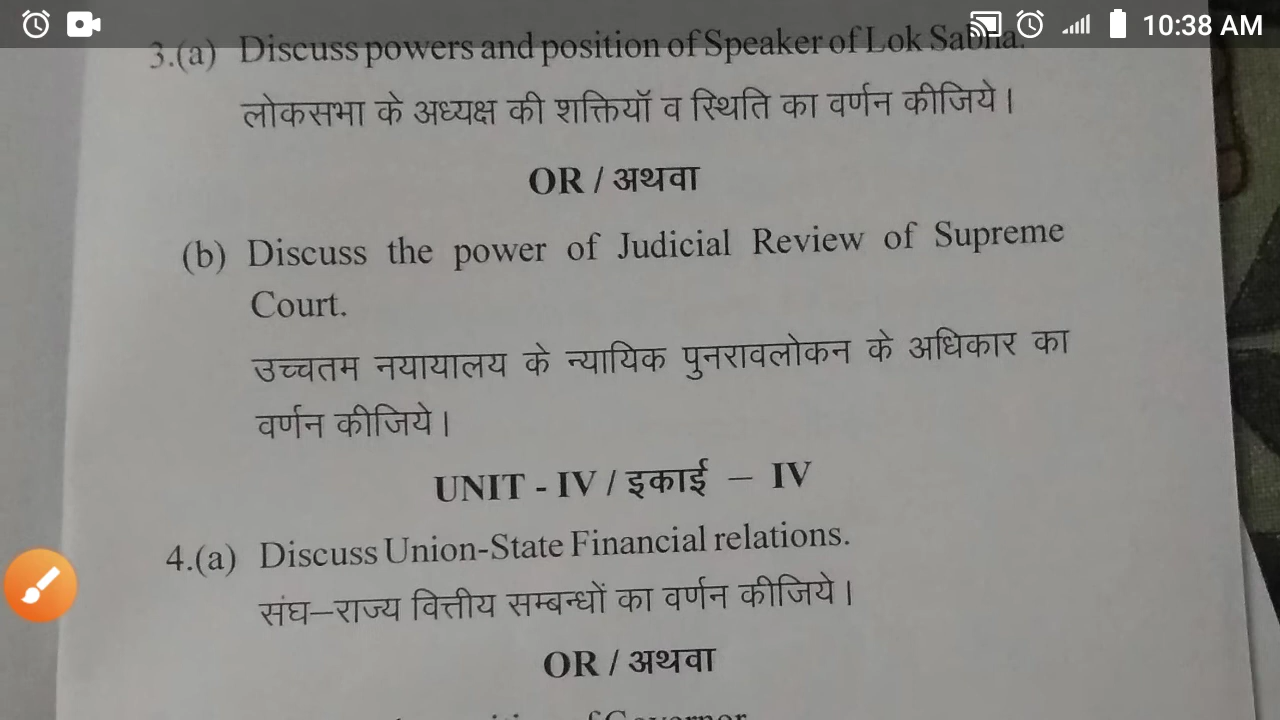 10:38 AM
3.(a) Discuss powers and position of Speaker of Lok Sabha.
लोकसभा के अध्यक्ष की शक्तियॉ व स्थिति का वर्णन कीजिये।
OR / अथवा
(b) Discuss the power of Judicial Review of Supreme
Court.
उच्चतम नयायालय के न्यायिक पुनरावलोकन के अधिकार का
वर्णन कीजिये।
UNIT - IV / इकाई – IV
4.(a) Discuss Union-State Financial relations.
संघ–राज्य वित्तीय सम्बन्धों का वर्णन कीजिये।
OR / अथवा
of Governor